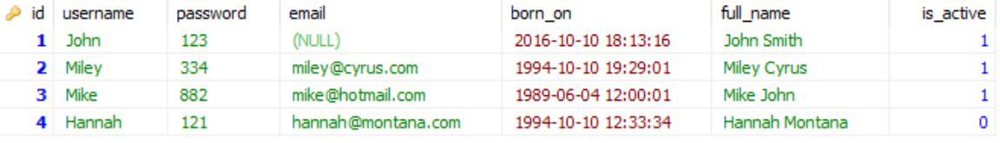 id username password email born_on full_name is_active
1 John 123 (NULL) 2016-10-10 18:13:16 John Smith 1
2 Miley 334 miley@cyrus.com 1994-10-10 19:29:01 Miley Cyrus 1
3 Mike 882 mike@hotmail.com 1989-06-04 12:00:01 Mike John 1
4 Hannah 121 hannah@montana.com 1994-10-10 12:33:34 Hannah Montana 0